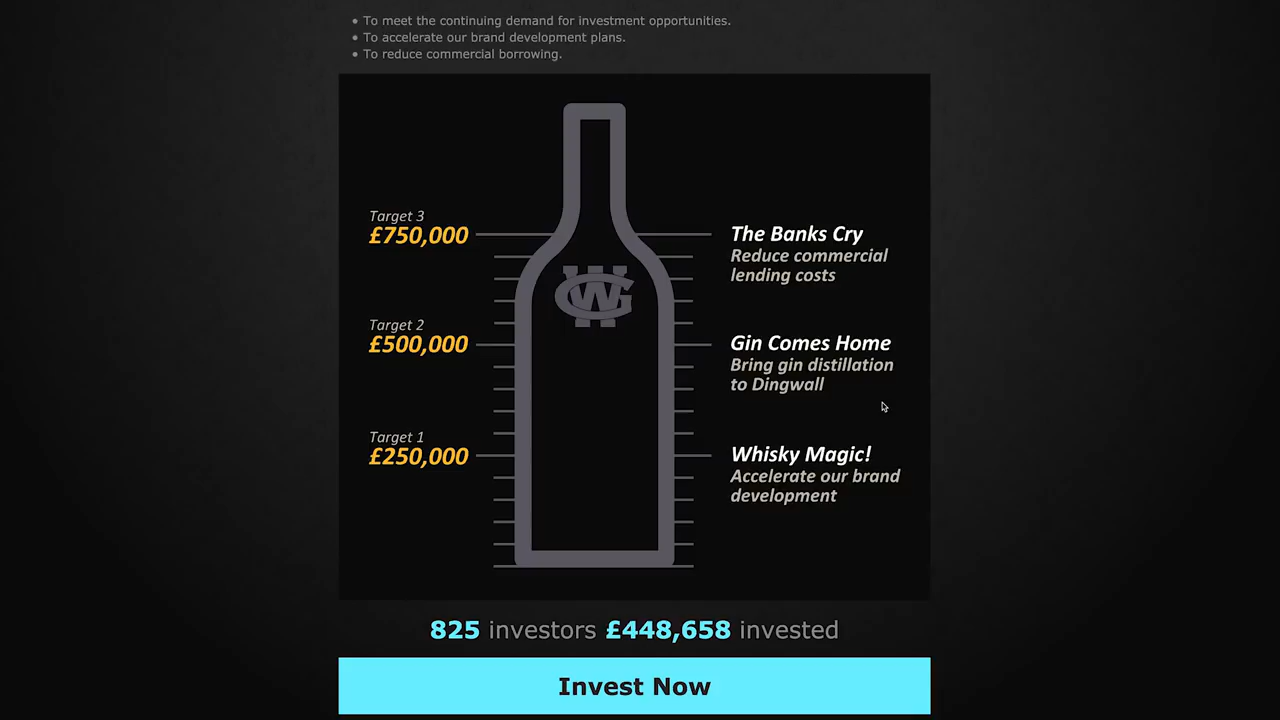 • To meet the continuing demand for investment opportunities.
• To accelerate our brand development plans.
• To reduce commercial borrowing.
Target 3
£750,000
The Banks Cry
Reduce commercial
lending costs
GW
Target 2
£500,000
Gin Comes Home
Bring gin distillation
to Dingwall
Target 1
£250,000
Whisky Magic!
Accelerate our brand
development
825 investors £448,658 invested
Invest Now